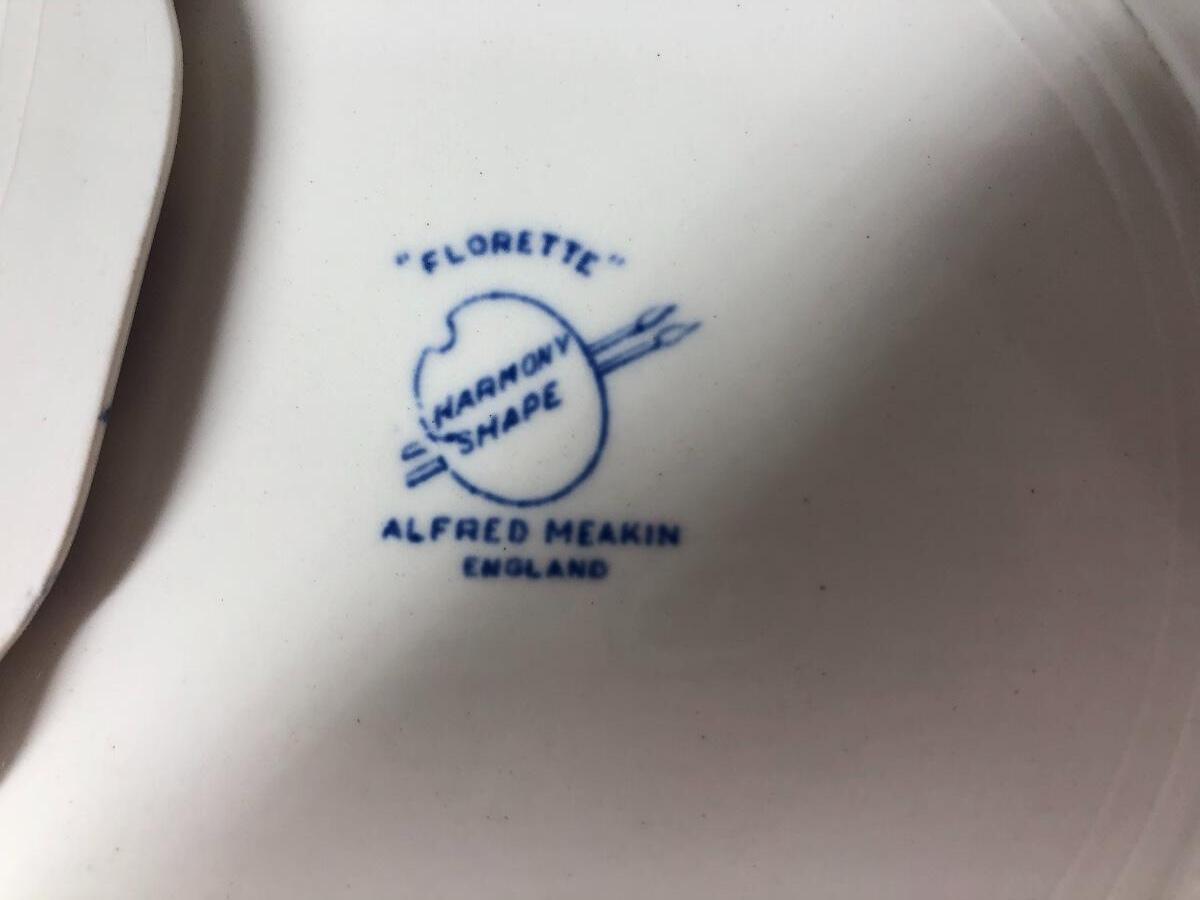 "FLORETTE"
HARMONY
SHAPE
ALFRED MEAKIN
ENGLAND